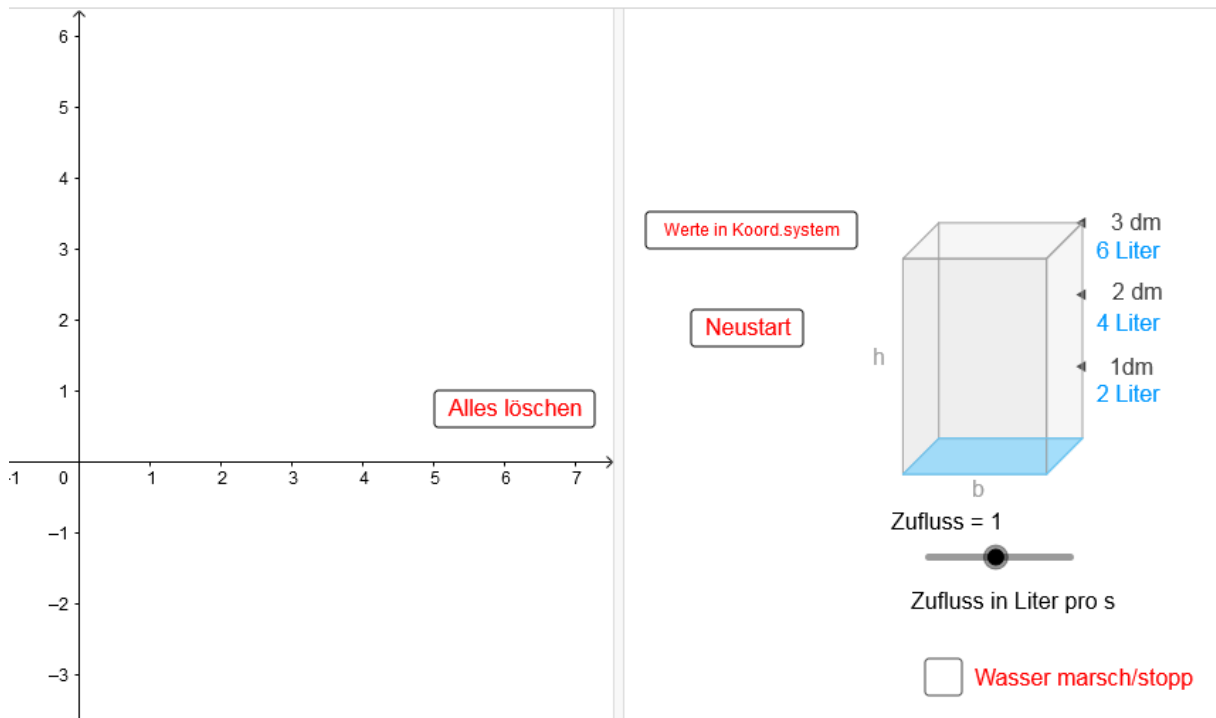 6
5
4
3
2
1
Alles löschen
-1 0 1 2 3 4 5 6 7
–1
–2
–3
Werte in Koord.system
Neustart
3 dm
6 Liter
2 dm
4 Liter
h
1dm
2 Liter
b
Zufluss = 1
Zufluss in Liter pro s
Wasser marsch/stopp